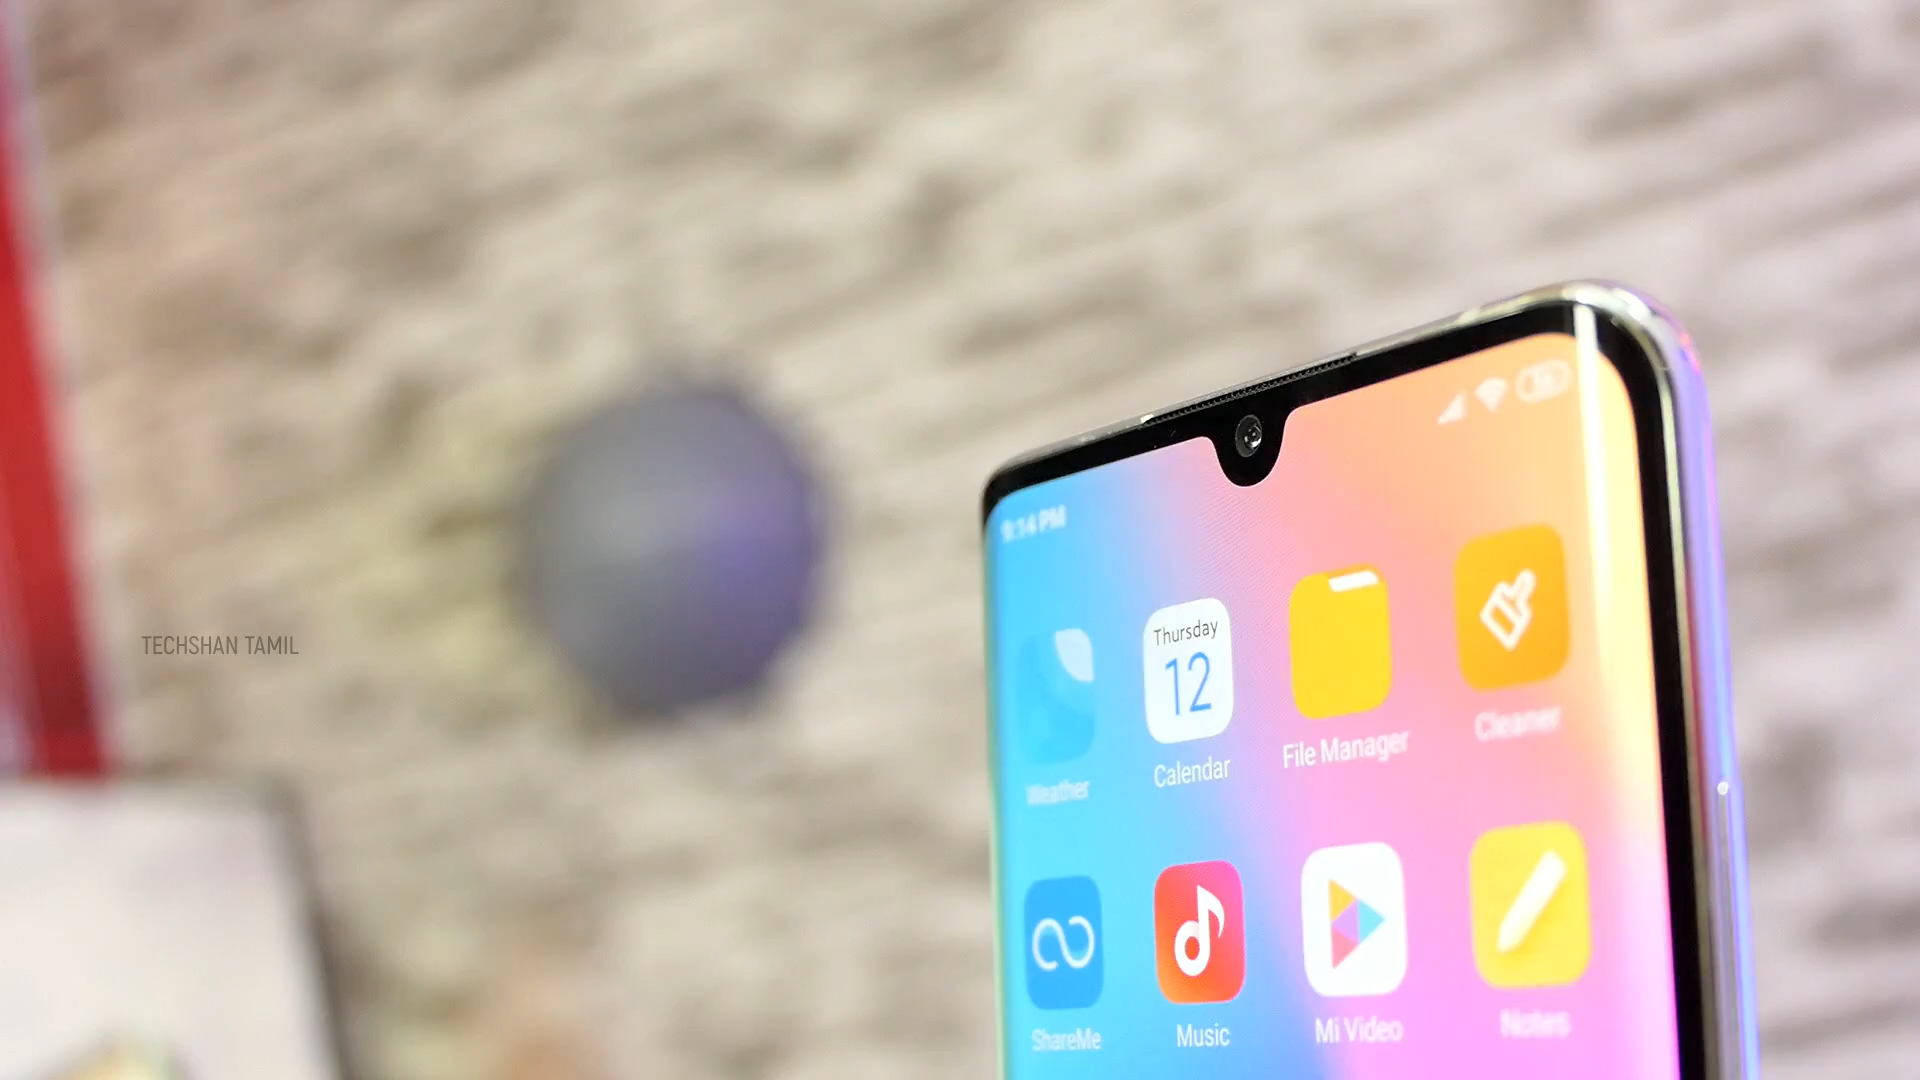 TECHSHAN TAMIL
9:14 PM
Thursday
12
Weather
Calendar
File Manager
Cleaner
ShareMe
Music
Mi Video
Notes